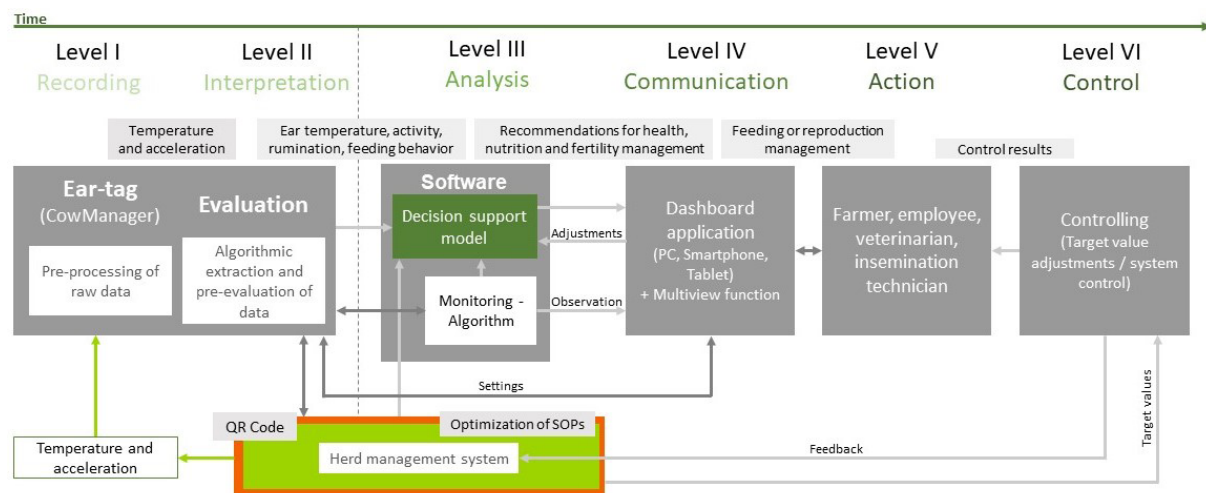 Time
Level I
Recording
Level II
Interpretation
Level III
Analysis
Level IV
Communication
Level V
Action
Level VI
Control
Temperature
and acceleration
Ear temperature, activity,
rumination, feeding behavior
Recommendations for health,
nutrition and fertility management
Feeding or reproduction
management
Control results
Ear-tag
(CowManager)
Pre-processing of
raw data
Evaluation
Algorithmic
extraction and
pre-evaluation of
data
Software
Decision support
model
Monitoring -
Algorithm
Adjustments
Observation
Dashboard
application
(PC, Smartphone,
Tablet)
+ Multiview function
Farmer, employee,
veterinarian,
insemination
technician
Controlling
(Target value
adjustments / system
control)
Settings
Target values
QR Code
Optimization of SOPs
Temperature and
acceleration
Herd management system
Feedback